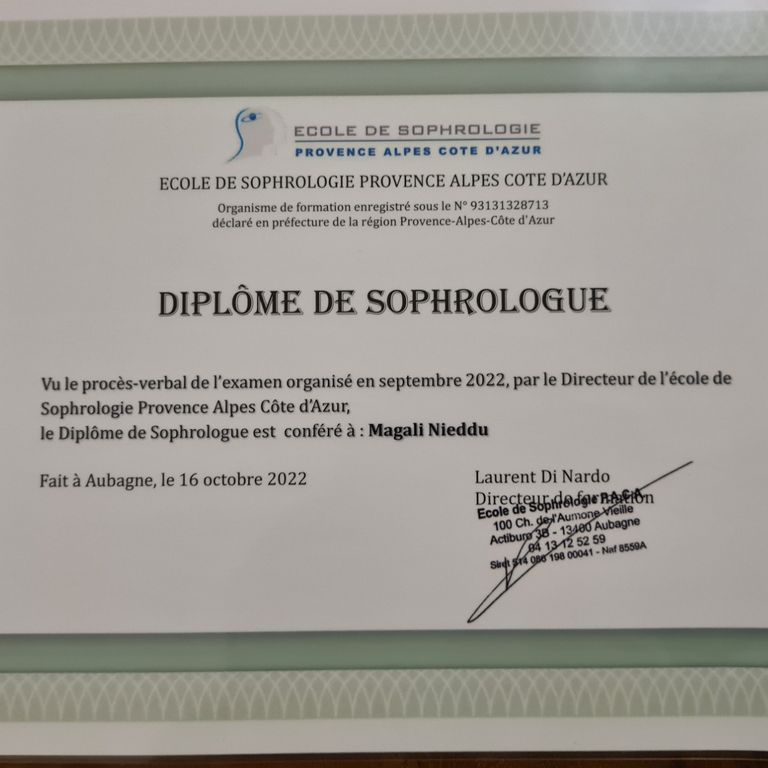 ECOLE DE SOPHROLOGIE
PROVENCE ALPES COTE D'AZUR
ECOLE DE SOPHROLOGIE PROVENCE ALPES COTE D'AZUR
Organisme de formation enregistré sous le N° 93131328713
déclaré en préfecture de la région Provence-Alpes-Côte d'Azur
DIPLÔME DE SOPHROLOGUE
Vu le procès-verbal de l'examen organisé en septembre 2022, par le Directeur de l'école de
Sophrologie Provence Alpes Côte d'Azur,
le Diplôme de Sophrologue est conféré à : Magali Nieddu
Fait à Aubagne, le 16 octobre 2022
Laurent Di Nardo
Directeur de formation
Ecole de Sophrologie P.A.C.A.
100 Ch. de l'Aumone Vieille
Actiburo 3B - 13400 Aubagne
04 13 12 52 59
Siret 514 086 198 00041 - Naf 8559A